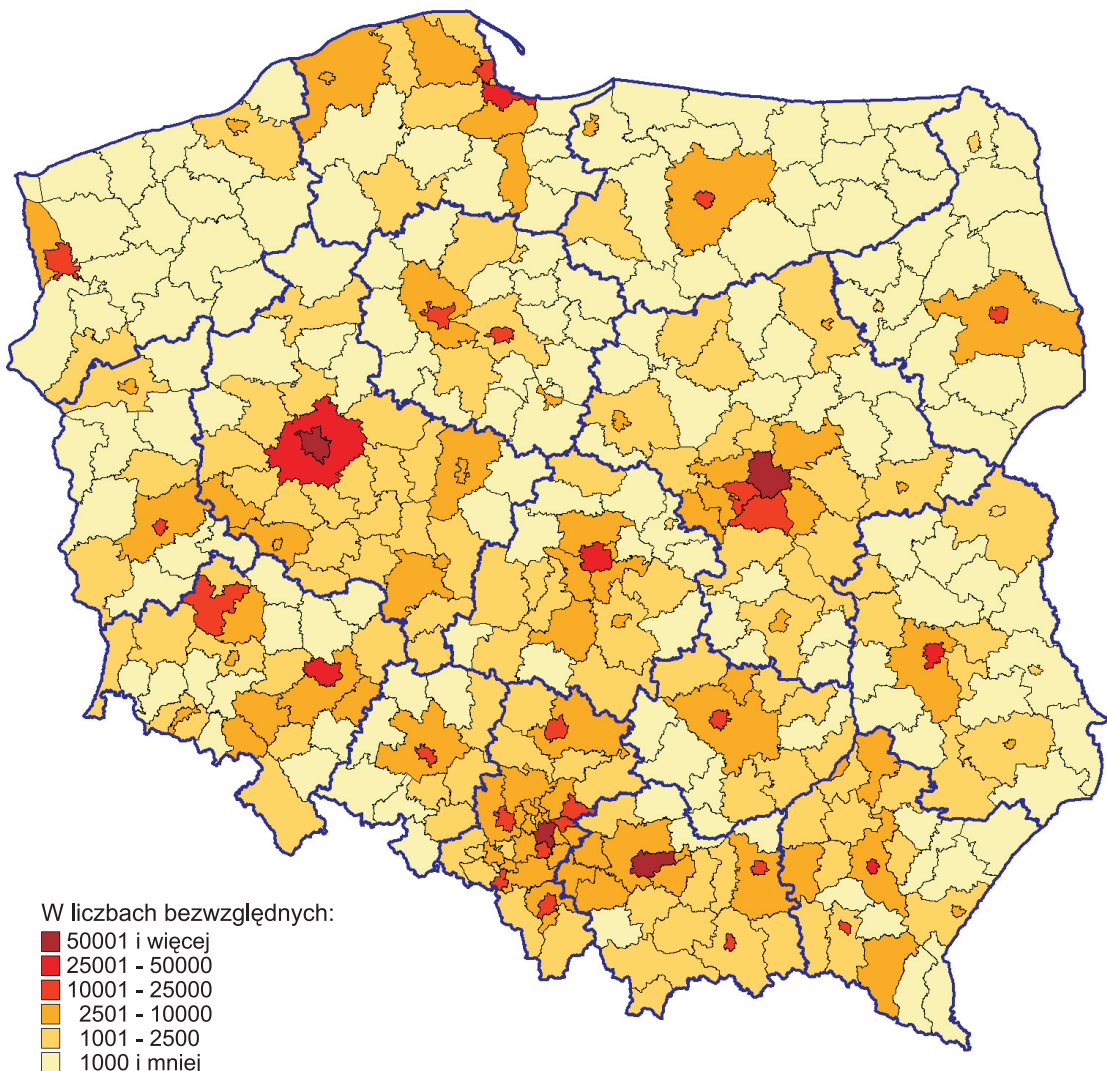 W liczbach bezwzględnych:
50001 i więcej
25001 - 50000
10001 - 25000
2501 - 10000
1001 - 2500
1000 i mniej